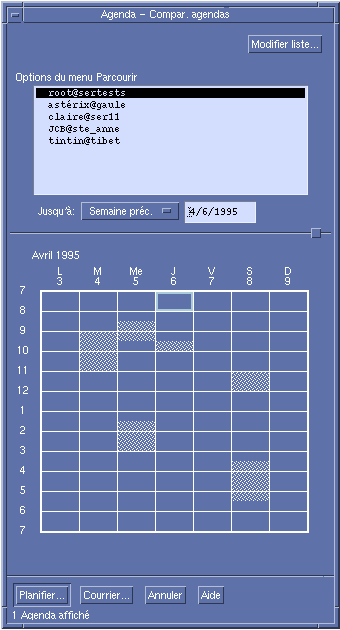 Agenda – Compar. agendas
Modifier liste...
Options du menu Parcourir
root@sertests
astérix@gaule
claire@ser11
JCB@ste_anne
tintin@tibet
Jusqu'à: Semaine préc. 4/6/1995
Avril 1995
L M Me J V S D
3 4 5 6 7 8 9
7
8
9
10
11
12
1
2
3
4
5
6
7
Planifier... Courrier... Annuler Aide
1 Agenda affiché